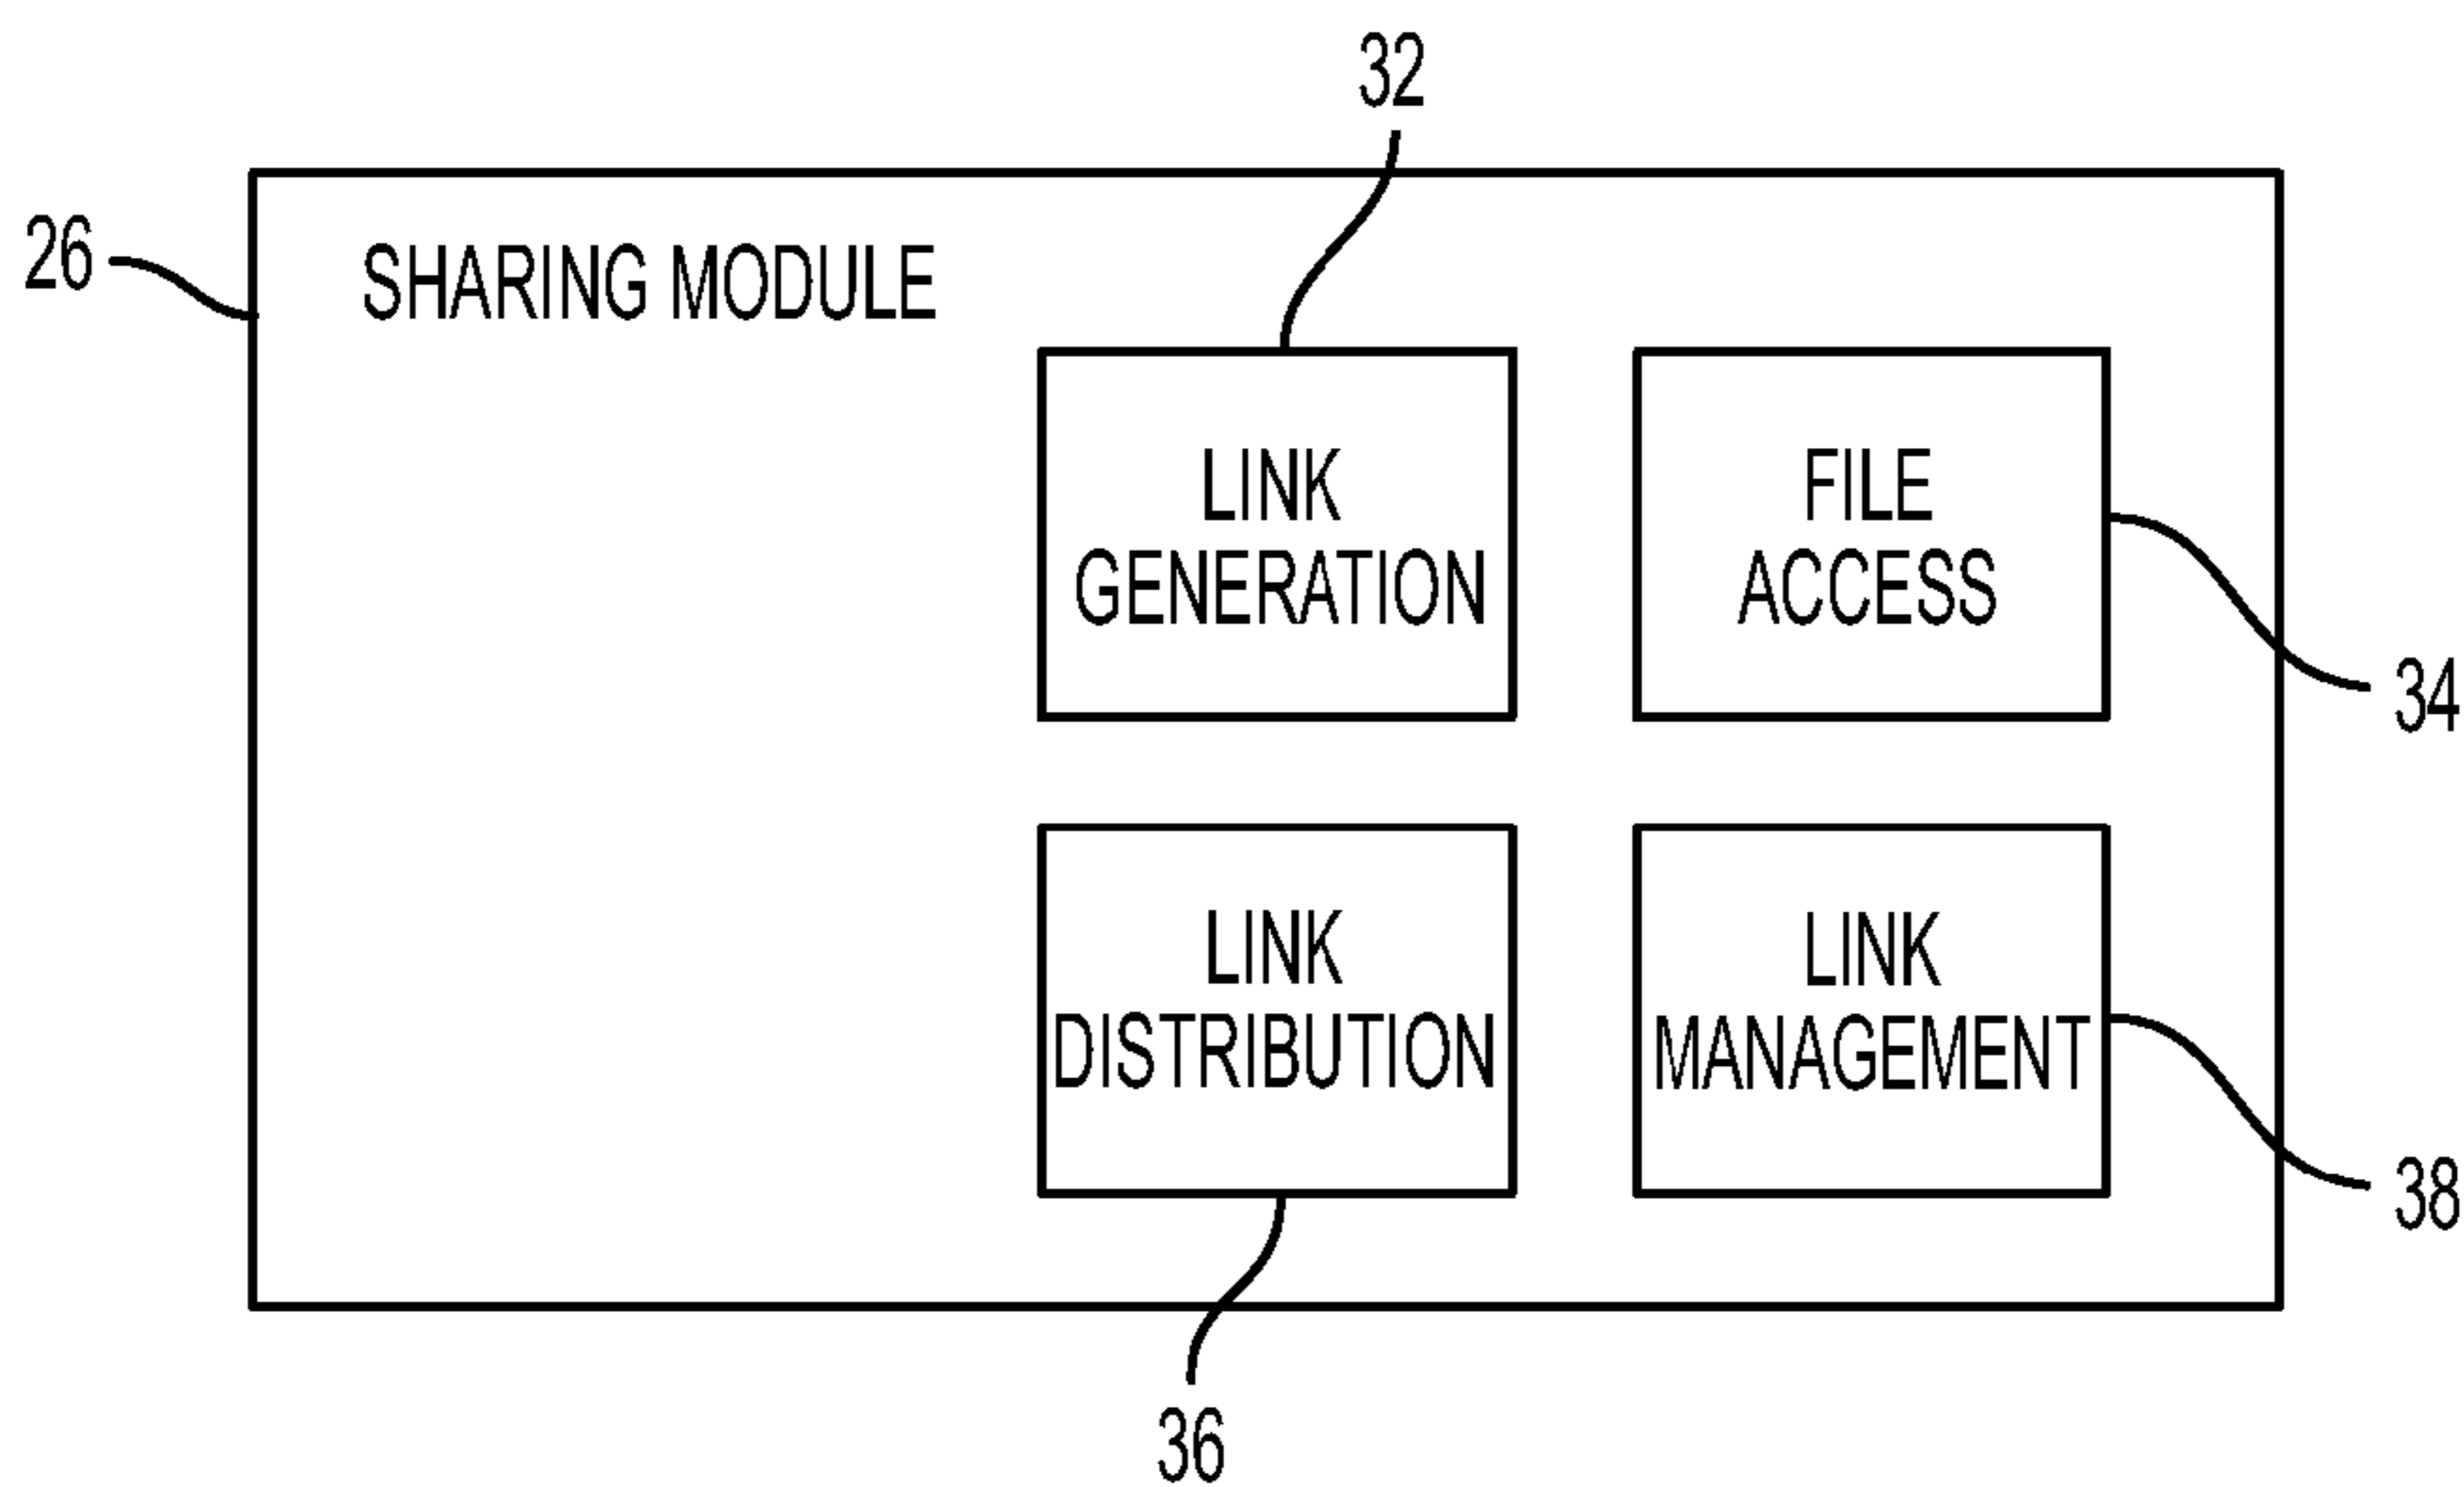 32
26
SHARING MODULE
LINK
GENERATION
FILE
ACCESS
34
LINK
DISTRIBUTION
LINK
MANAGEMENT
38
36